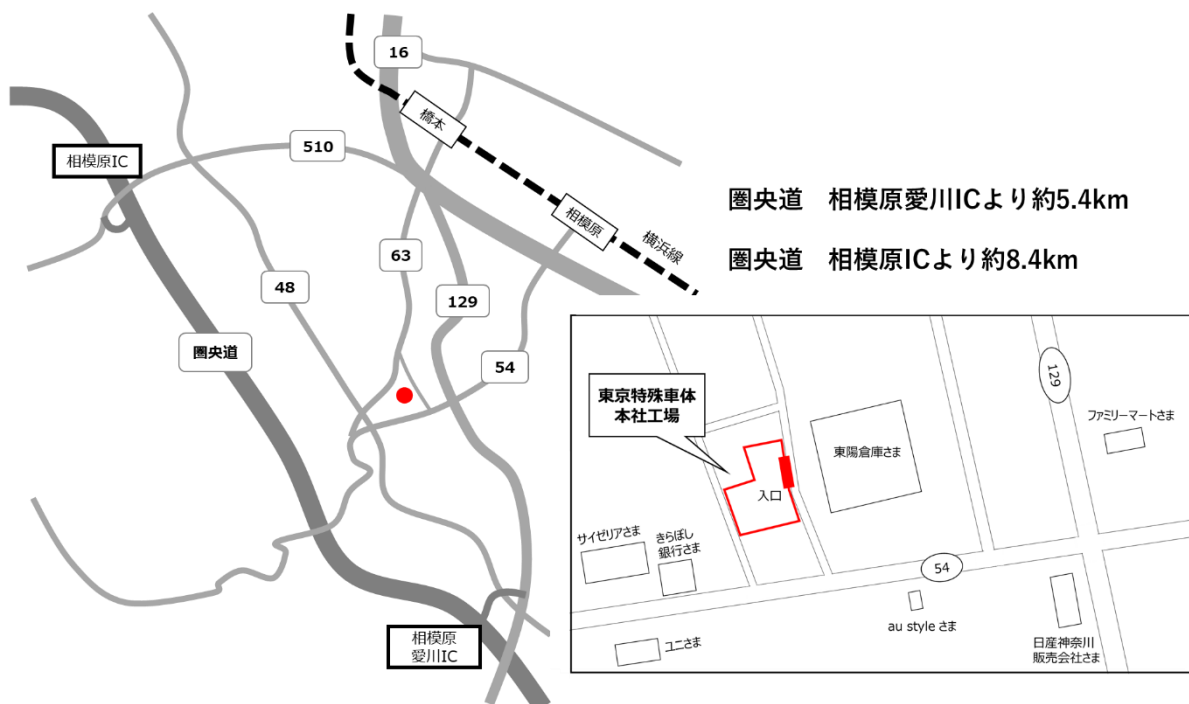 16
橋本
相模原IC
510
相模原
横浜線
63
48
129
圏央道
54
相模原
愛川IC
圏央道　相模原愛川ICより約5.4km
圏央道　相模原ICより約8.4km
東京特殊車体
本社工場
129
ファミリーマートさま
東陽倉庫さま
入口
サイゼリアさま
きらぼし
銀行さま
54
au style さま
ユニさま
日産神奈川
販売会社さま